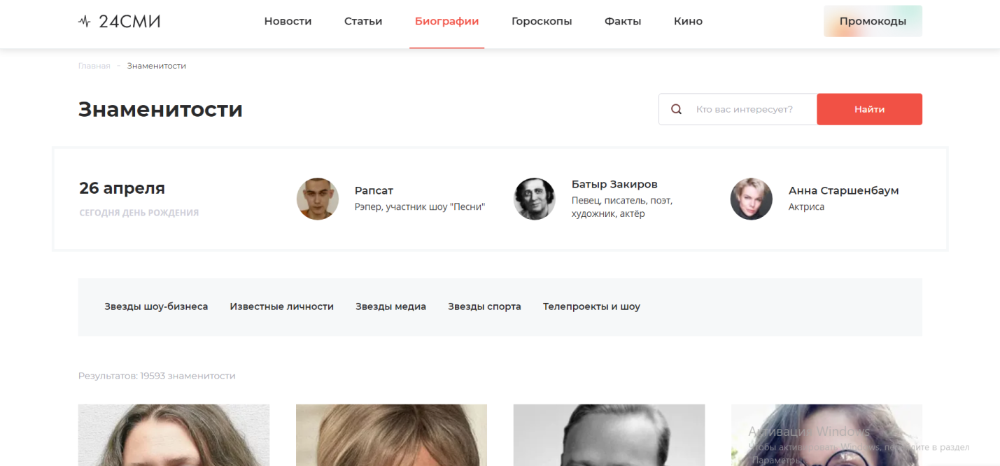 24СМИ
Новости Статьи Биографии Гороскопы Факты Кино Промокоды
Главная - Знаменитости
Знаменитости
Кто вас интересует? Найти
26 апреля
СЕГОДНЯ ДЕНЬ РОЖДЕНИЯ
Рапсат
Рэпер, участник шоу "Песни"
Батыр Закиров
Певец, писатель, поэт,
художник, актёр
Анна Старшенбаум
Актриса
Звезды шоу-бизнеса Известные личности Звезды медиа Звезды спорта Телепроекты и шоу
Результатов: 19593 знаменитости
Активация Windows
Чтобы активировать Windows, перейдите в раздел
"Параметры